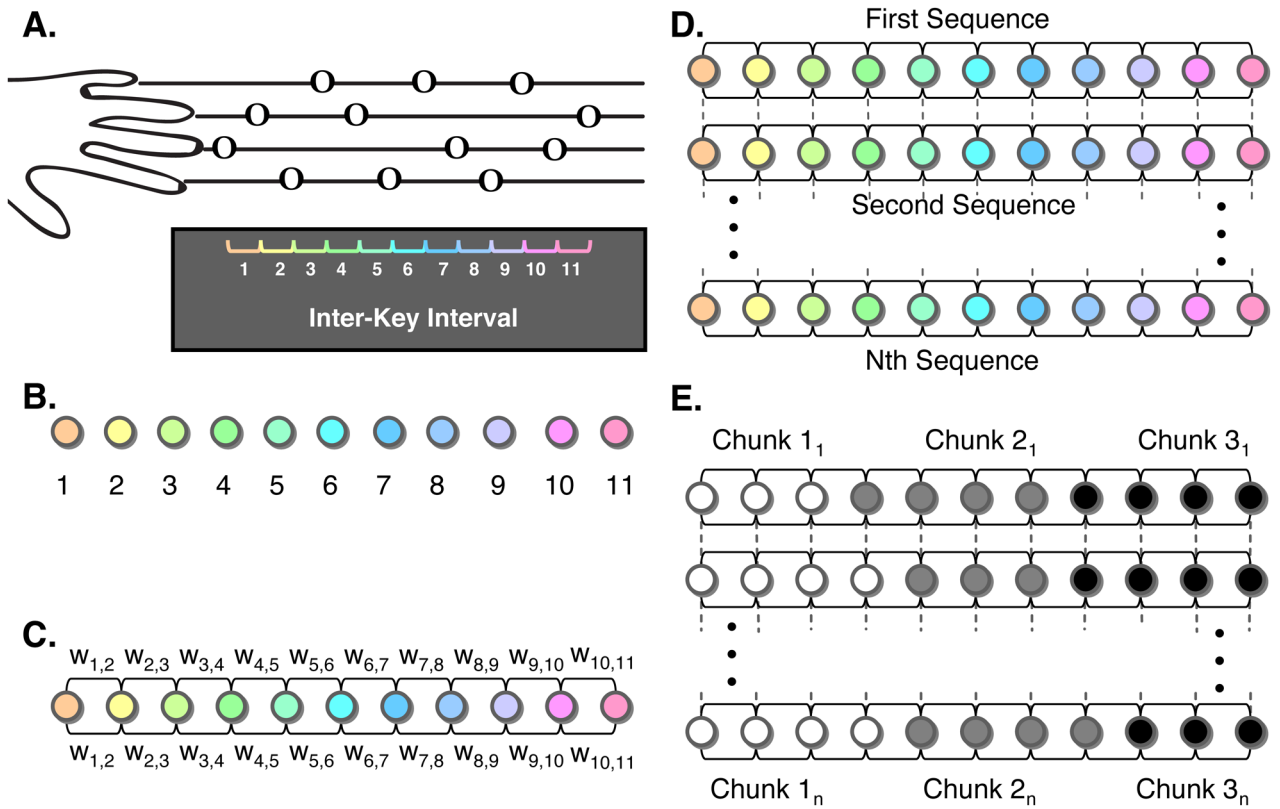 A.
1 2 3 4 5 6 7 8 9 10 11
Inter-Key Interval
B.
1 2 3 4 5 6 7 8 9 10 11
C.
w1,2 w2,3 w3,4 w4,5 w5,6 w6,7 w7,8 w8,9 w9,10 w10,11
w1,2 w2,3 w3,4 w4,5 w5,6 w6,7 w7,8 w8,9 w9,10 w10,11
D.
First Sequence
Second Sequence
Nth Sequence
E.
Chunk 11 Chunk 21 Chunk 31
Chunk 1n Chunk 2n Chunk 3n